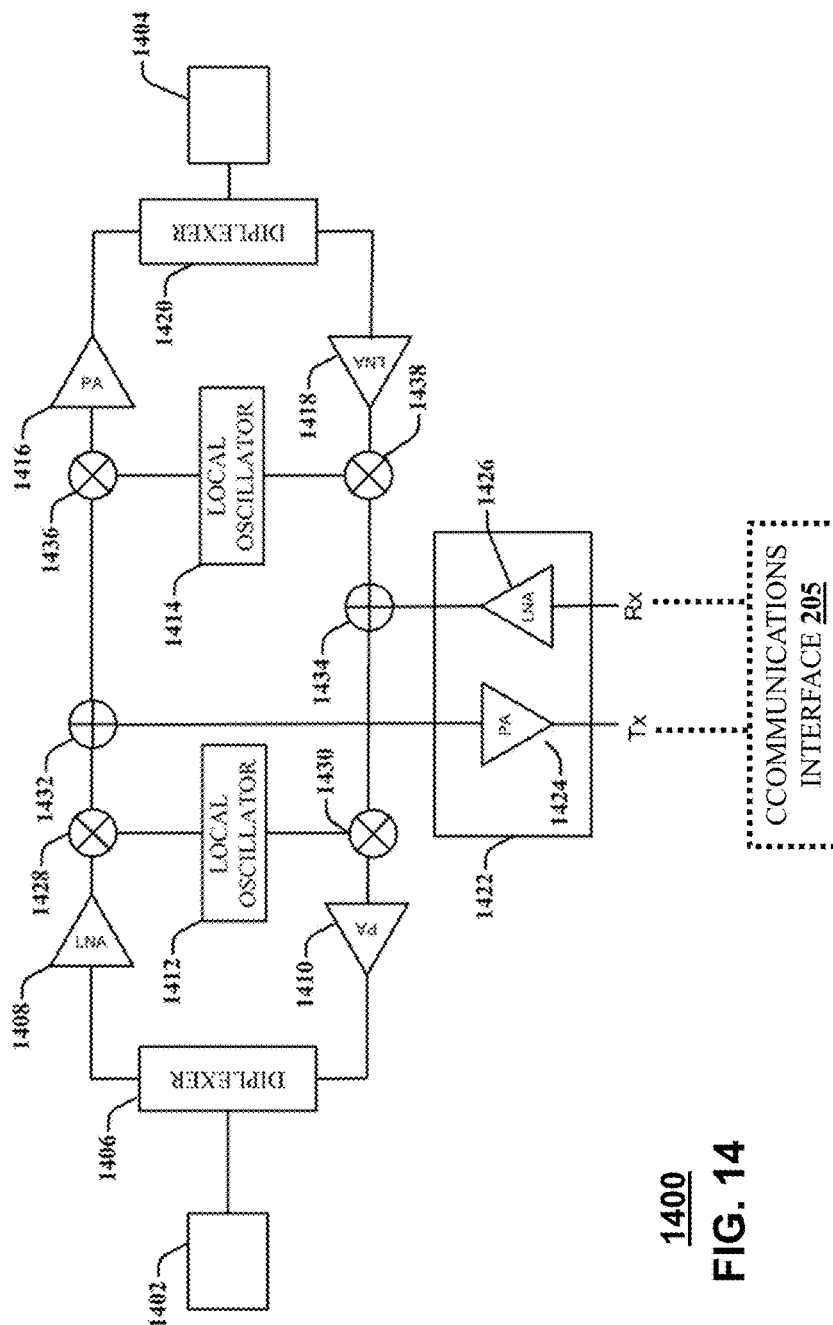 1404
DIPLEXER
1420
PA
1416
LNA
1418
1438
1436
LOCAL
OSCILLATOR
1414
1434
1426
LNA
Rx
PA
1424
Tx
1422
CCOMMUNICATIONS
INTERFACE 205
1432
1428
LOCAL
OSCILLATOR
1430
1412
LNA
1408
PA
1410
DIPLEXER
1406
1402
1400
FIG. 14